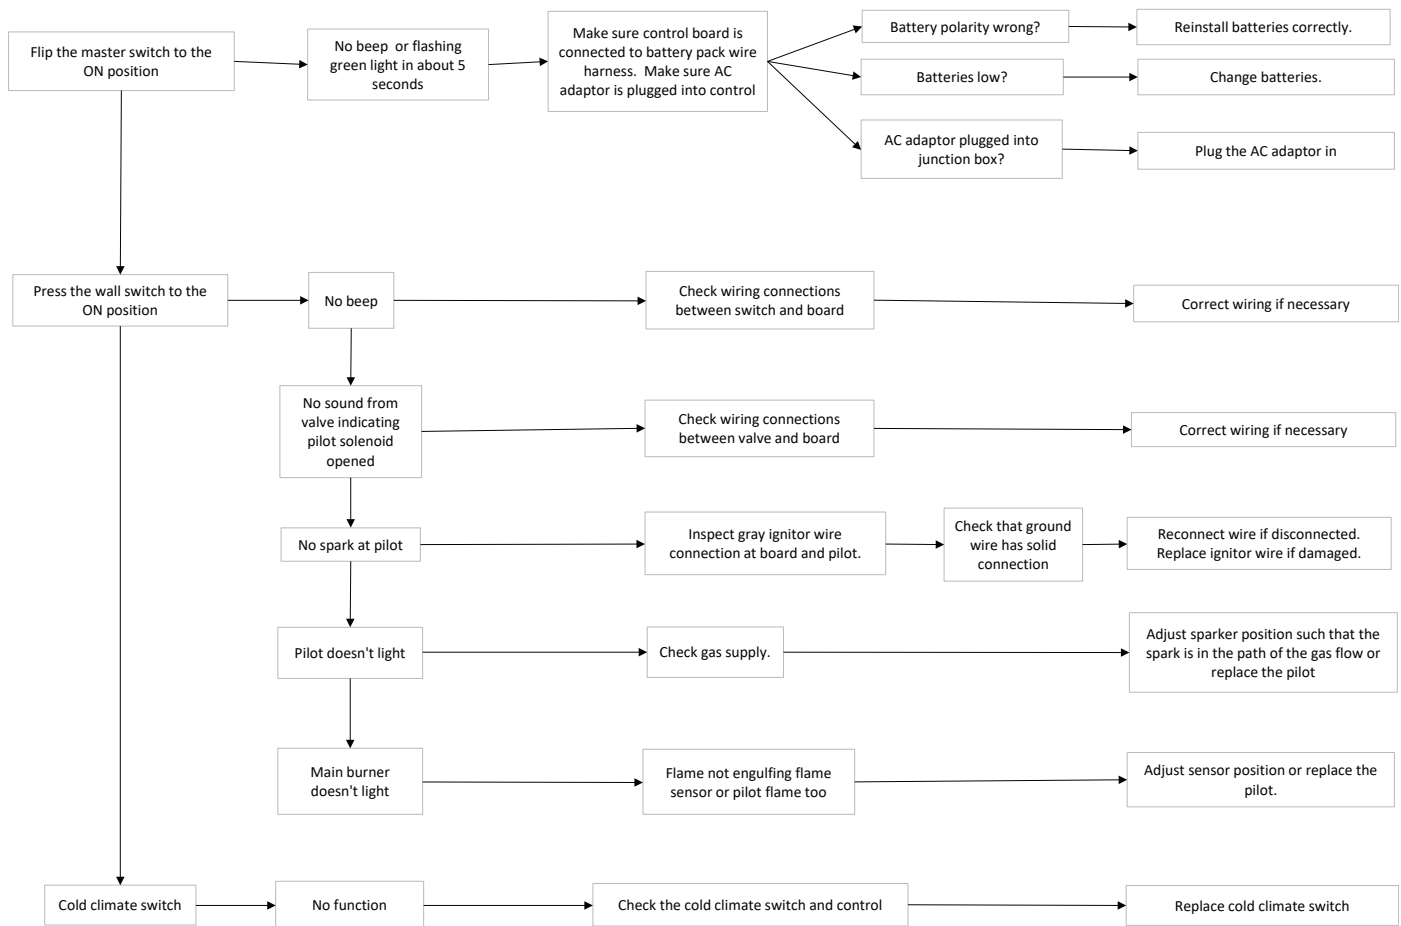 Flip the master switch to the
ON position
No beep or flashing
green light in about 5
seconds
Make sure control board is
connected to battery pack wire
harness. Make sure AC
adaptor is plugged into control
Battery polarity wrong?
Reinstall batteries correctly.
Batteries low?
Change batteries.
AC adaptor plugged into
junction box?
Plug the AC adaptor in
Press the wall switch to the
ON position
No beep
Check wiring connections
between switch and board
Correct wiring if necessary
No sound from
valve indicating
pilot solenoid
opened
Check wiring connections
between valve and board
Correct wiring if necessary
No spark at pilot
Inspect gray ignitor wire
connection at board and pilot.
Check that ground
wire has solid
connection
Reconnect wire if disconnected.
Replace ignitor wire if damaged.
Pilot doesn't light
Check gas supply.
Adjust sparker position such that the
spark is in the path of the gas flow or
replace the pilot
Main burner
doesn't light
Flame not engulfing flame
sensor or pilot flame too
Adjust sensor position or replace the
pilot.
Cold climate switch
No function
Check the cold climate switch and control
Replace cold climate switch